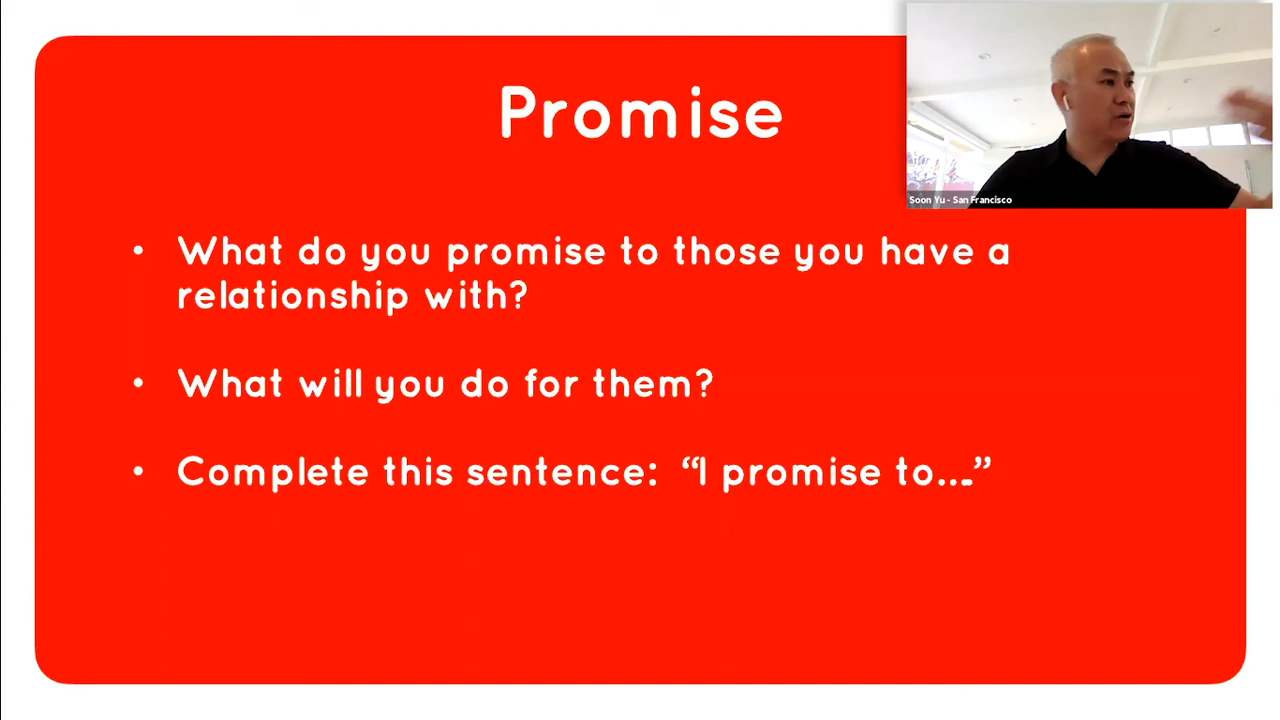 Promise
• What do you promise to those you have a
relationship with?
• What will you do for them?
• Complete this sentence: “I promise to....”
Soon Yu - San Francisco